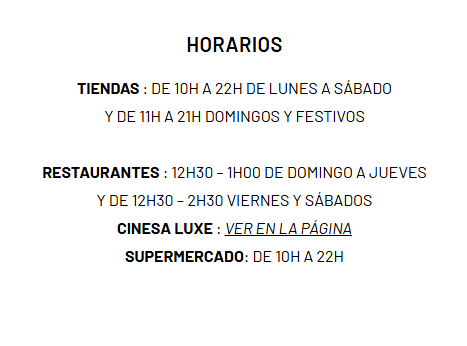 HORARIOS
TIENDAS : DE 10H A 22H DE LUNES A SÁBADO
Y DE 11H A 21H DOMINGOS Y FESTIVOS
RESTAURANTES : 12H30 – 1H00 DE DOMINGO A JUEVES
Y DE 12H30 – 2H30 VIERNES Y SÁBADOS
CINESA LUXE : VER EN LA PÁGINA
SUPERMERCADO: DE 10H A 22H